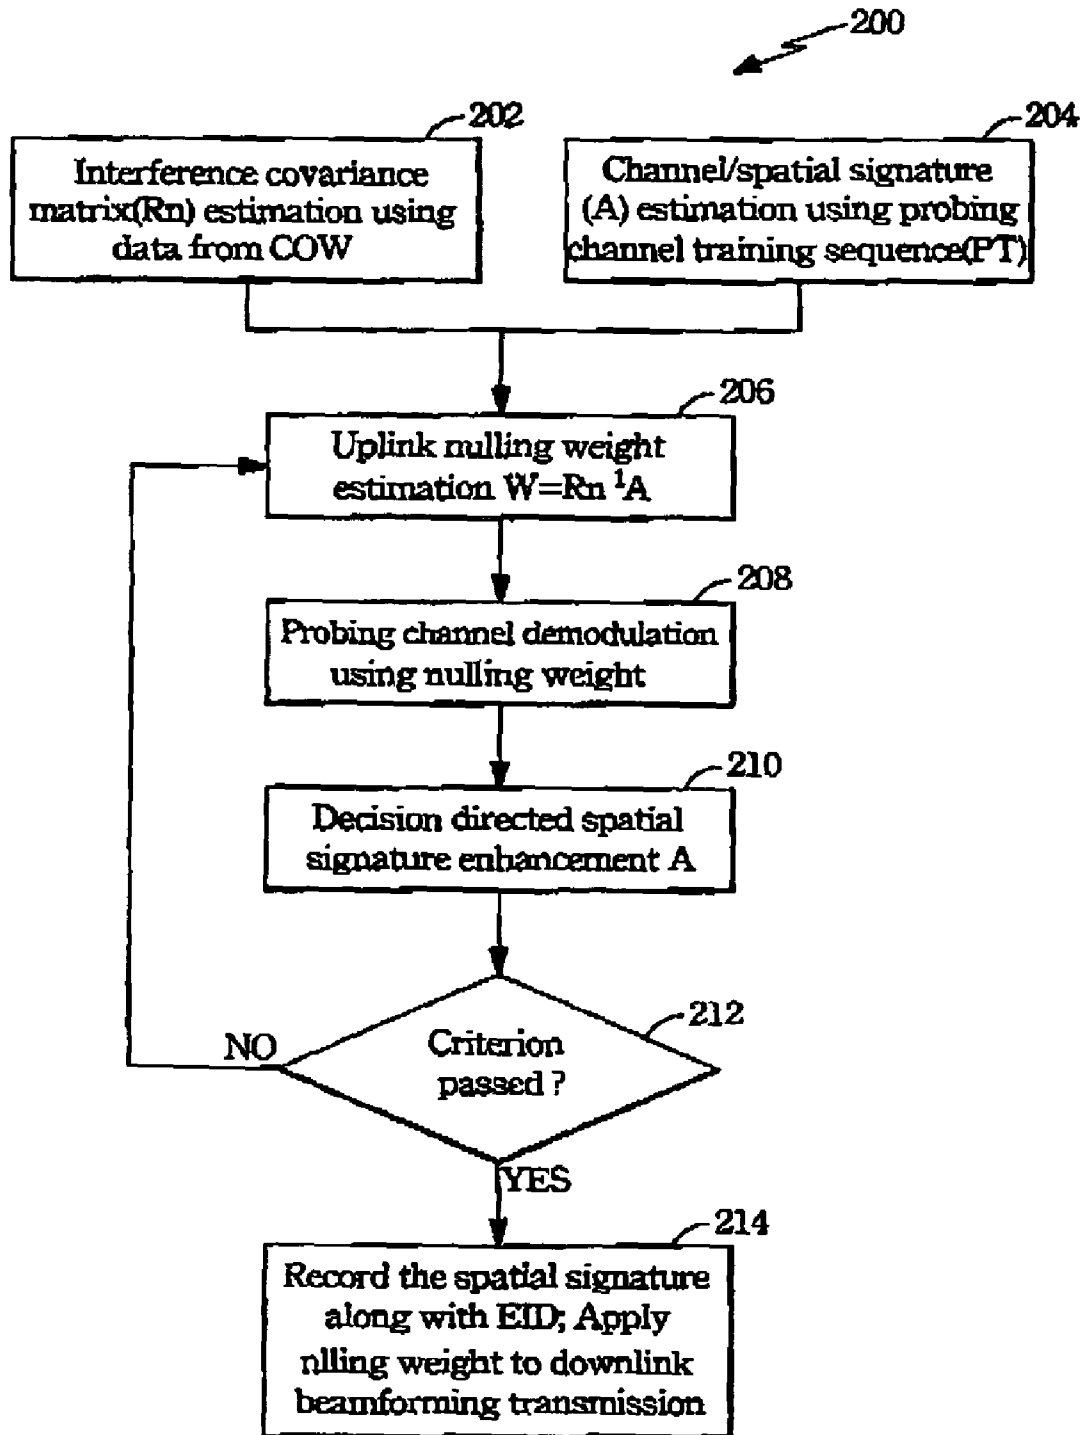 200
202
Interference covariance
matrix(Rn) estimation using
data from COW
204
Channel/spatial signature
(A) estimation using probing
channel training sequence(PT)
206
Uplink nulling weight
estimation W=Rn ¹A
208
Probing channel demodulation
using nulling weight
210
Decision directed spatial
signature enhancement A
212
Criterion
passed ?
NO
YES
214
Record the spatial signature
along with EID; Apply
nlling weight to downlink
beamforming transmission